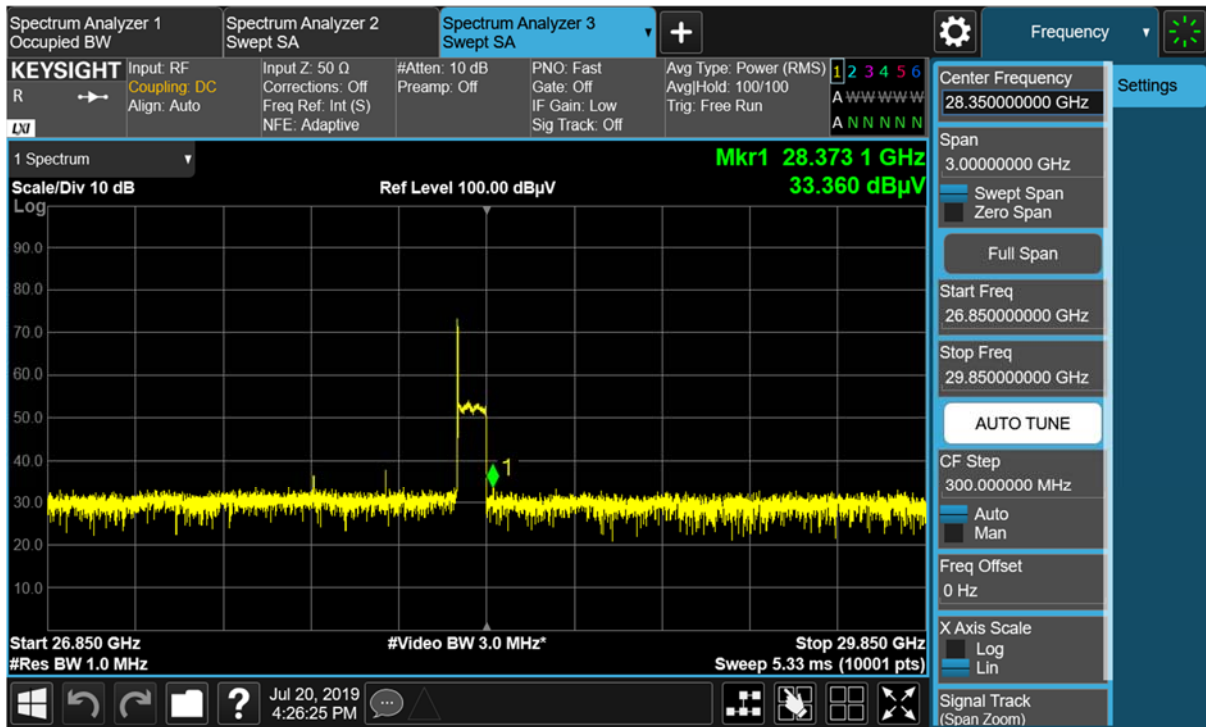 Spectrum Analyzer 1
Occupied BW
Spectrum Analyzer 2
Swept SA
Spectrum Analyzer 3
Swept SA
Frequency
KEYSIGHT
R
LXI
Input: RF
Coupling: DC
Align: Auto
Input Z: 50 Ω
Corrections: Off
Freq Ref: Int (S)
NFE: Adaptive
#Atten: 10 dB
Preamp: Off
PNO: Fast
Gate: Off
IF Gain: Low
Sig Track: Off
Avg Type: Power (RMS)
Avg|Hold: 100/100
Trig: Free Run
1 2 3 4 5 6
A W W W W W
A N N N N N
1 Spectrum
Mkr1 28.373 1 GHz
33.360 dBµV
Scale/Div 10 dB
Ref Level 100.00 dBµV
Log
90.0
80.0
70.0
60.0
50.0
40.0
30.0
20.0
10.0
1
Start 26.850 GHz
#Video BW 3.0 MHz*
Stop 29.850 GHz
#Res BW 1.0 MHz
Sweep 5.33 ms (10001 pts)
Center Frequency
28.350000000 GHz
Settings
Span
3.00000000 GHz
Swept Span
Zero Span
Full Span
Start Freq
26.850000000 GHz
Stop Freq
29.850000000 GHz
AUTO TUNE
CF Step
300.000000 MHz
Auto
Man
Freq Offset
0 Hz
X Axis Scale
Log
Lin
Signal Track
(Span Zoom)
?
Jul 20, 2019
4:26:25 PM